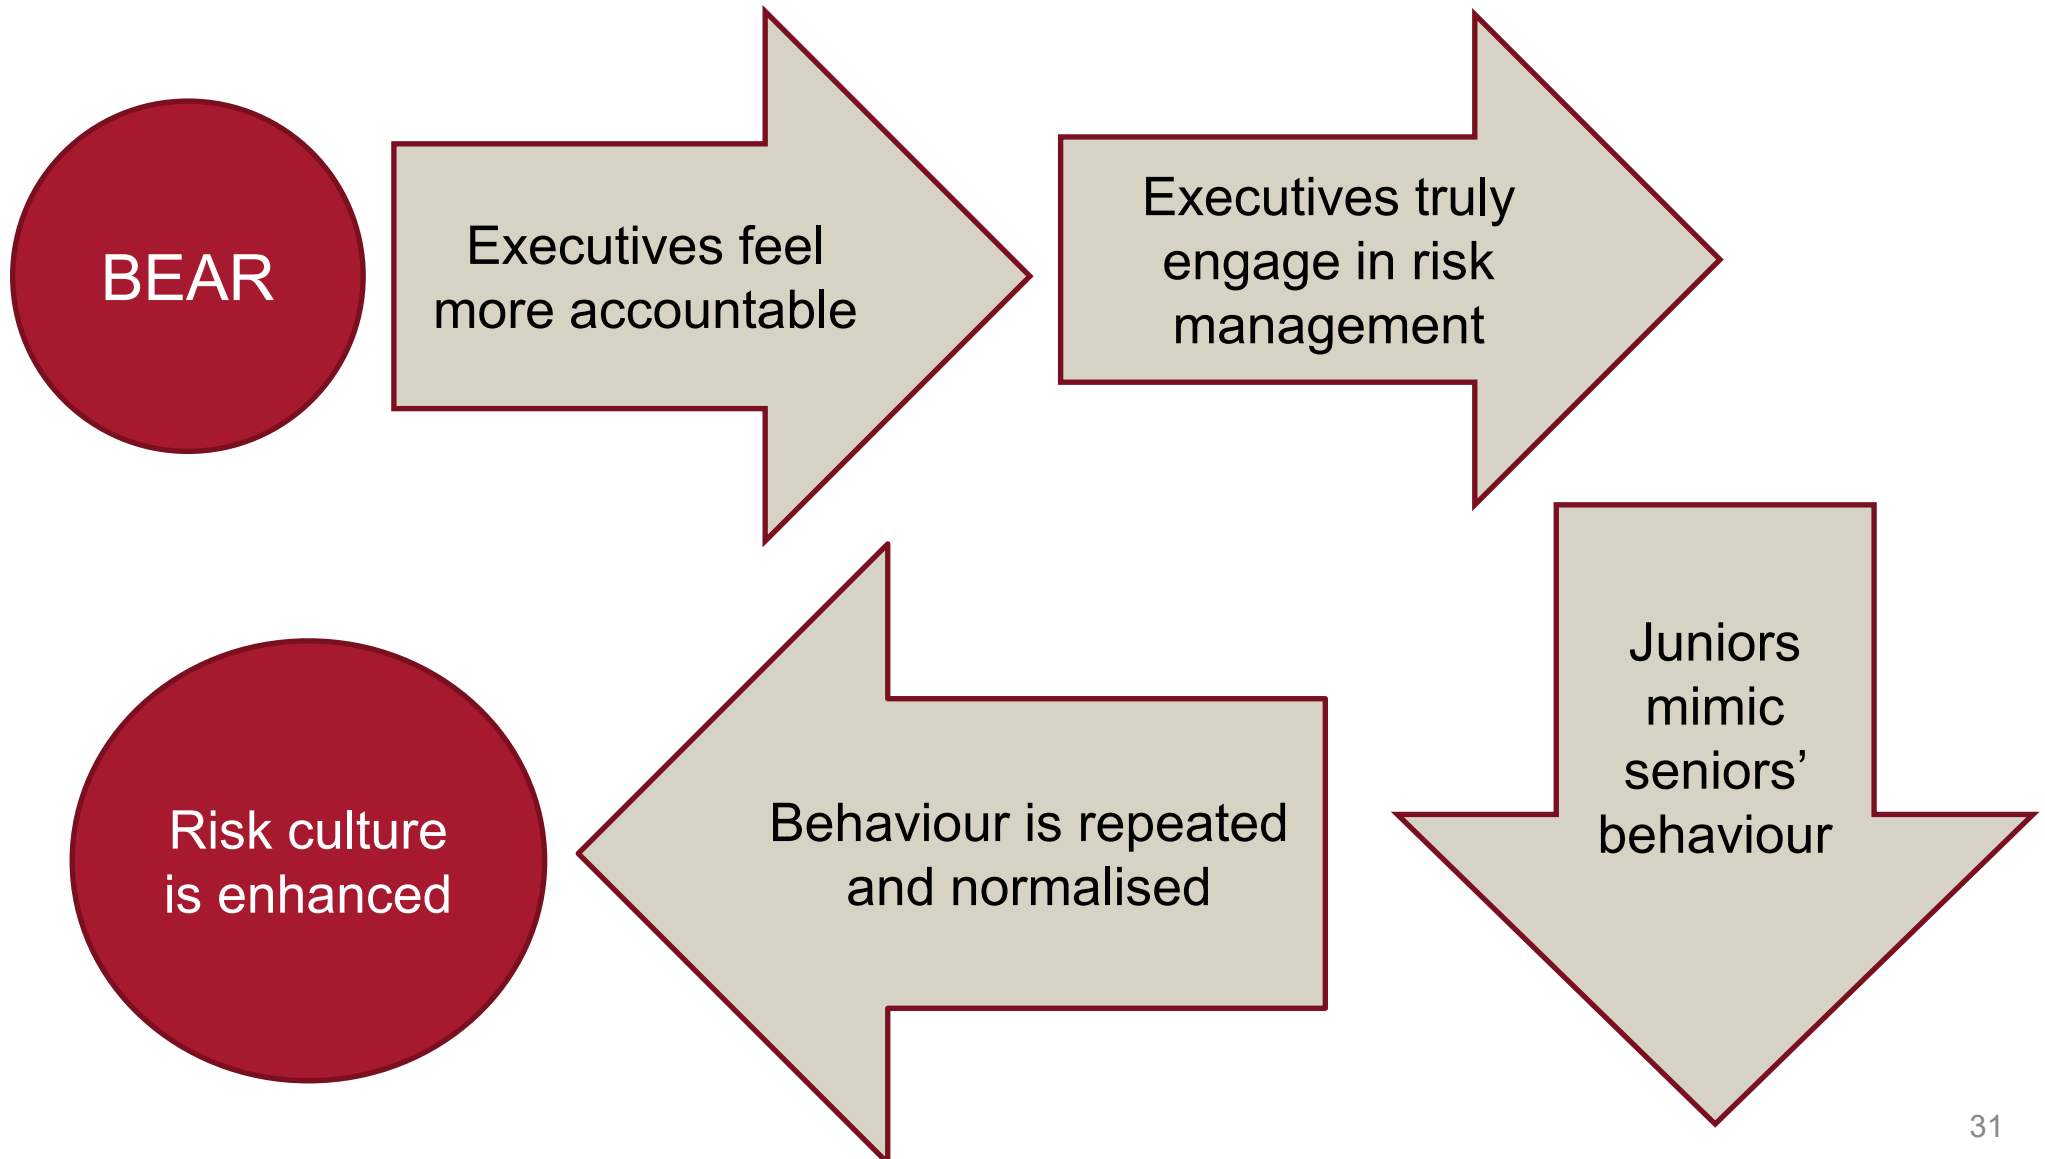 BEAR
Executives feel
more accountable
Executives truly
engage in risk
management
Juniors
mimic
seniors’
behaviour
Behaviour is repeated
and normalised
Risk culture
is enhanced
31